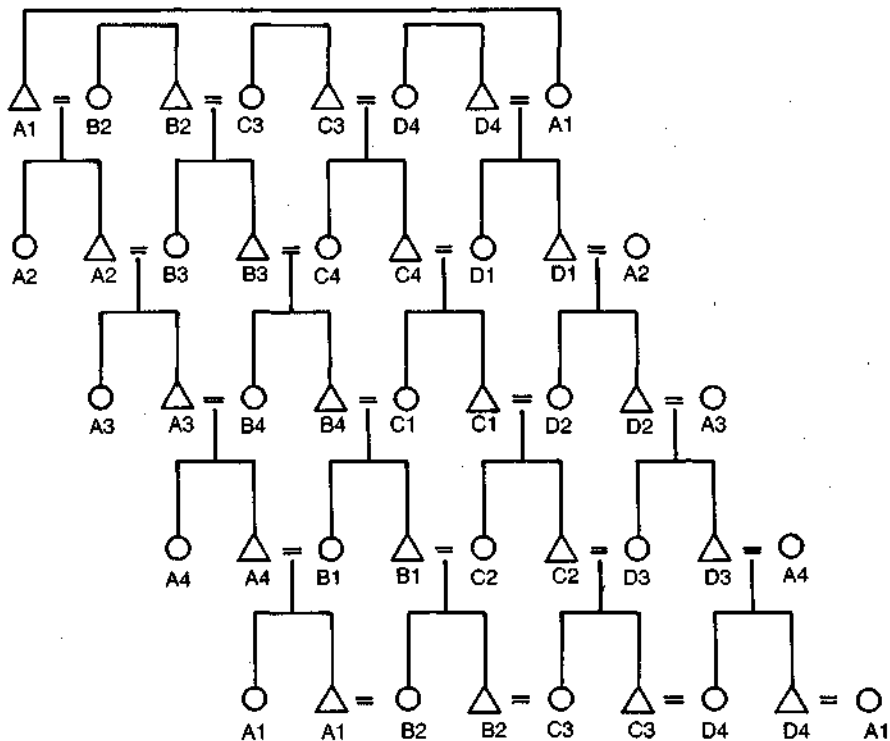 A1 B2 B2 C3 C3 D4 D4 A1
A2 A2 B3 B3 C4 C4 D1 D1 A2
A3 A3 B4 B4 C1 C1 D2 D2 A3
A4 A4 B1 B1 C2 C2 D3 D3 A4
A1 A1 B2 B2 C3 C3 D4 D4 A1